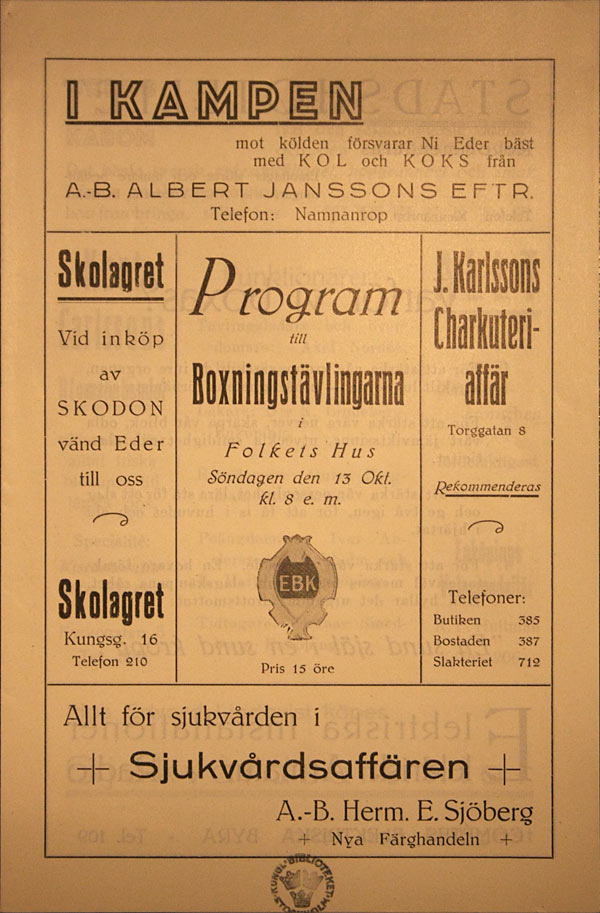 I KAMPEN
mot kölden försvarar Ni Eder bäst
med KOL och KOKS från
A.-B. ALBERT JANSSONS EFTR.
Telefon: Namnanrop
Skolagret
Vid inköp
av
SKODON
vänd Eder
till oss
Skolagret
Kungsg. 16
Telefon 210
Program
till
Boxningstävlingarna
i
Folkets Hus
Söndagen den 13 Okt.
kl. 8 e. m.
EBK
Pris 15 öre
J. Karlssons
Charkuteri-
affär
Torggatan 8
Rekommenderas
Telefoner:
Butiken 385
Bostaden 387
Slakteriet 712
Allt för sjukvården i
+ Sjukvårdsaffären +
A.-B. Herm. E. Sjöberg
+ Nya Färghandeln +
KUNGL. BIBLIOTEKET
STOCKHOLM